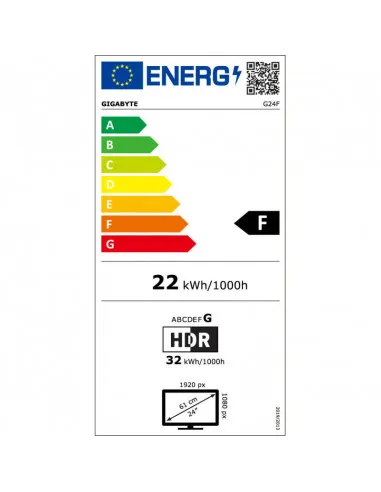 ENERG
GIGABYTE G24F
A
B
C
D
E
F
F
G
22 kWh/1000h
ABCDEF G
HDR
32 kWh/1000h
1920 px
61 cm
24"
1080 px
2019/2013